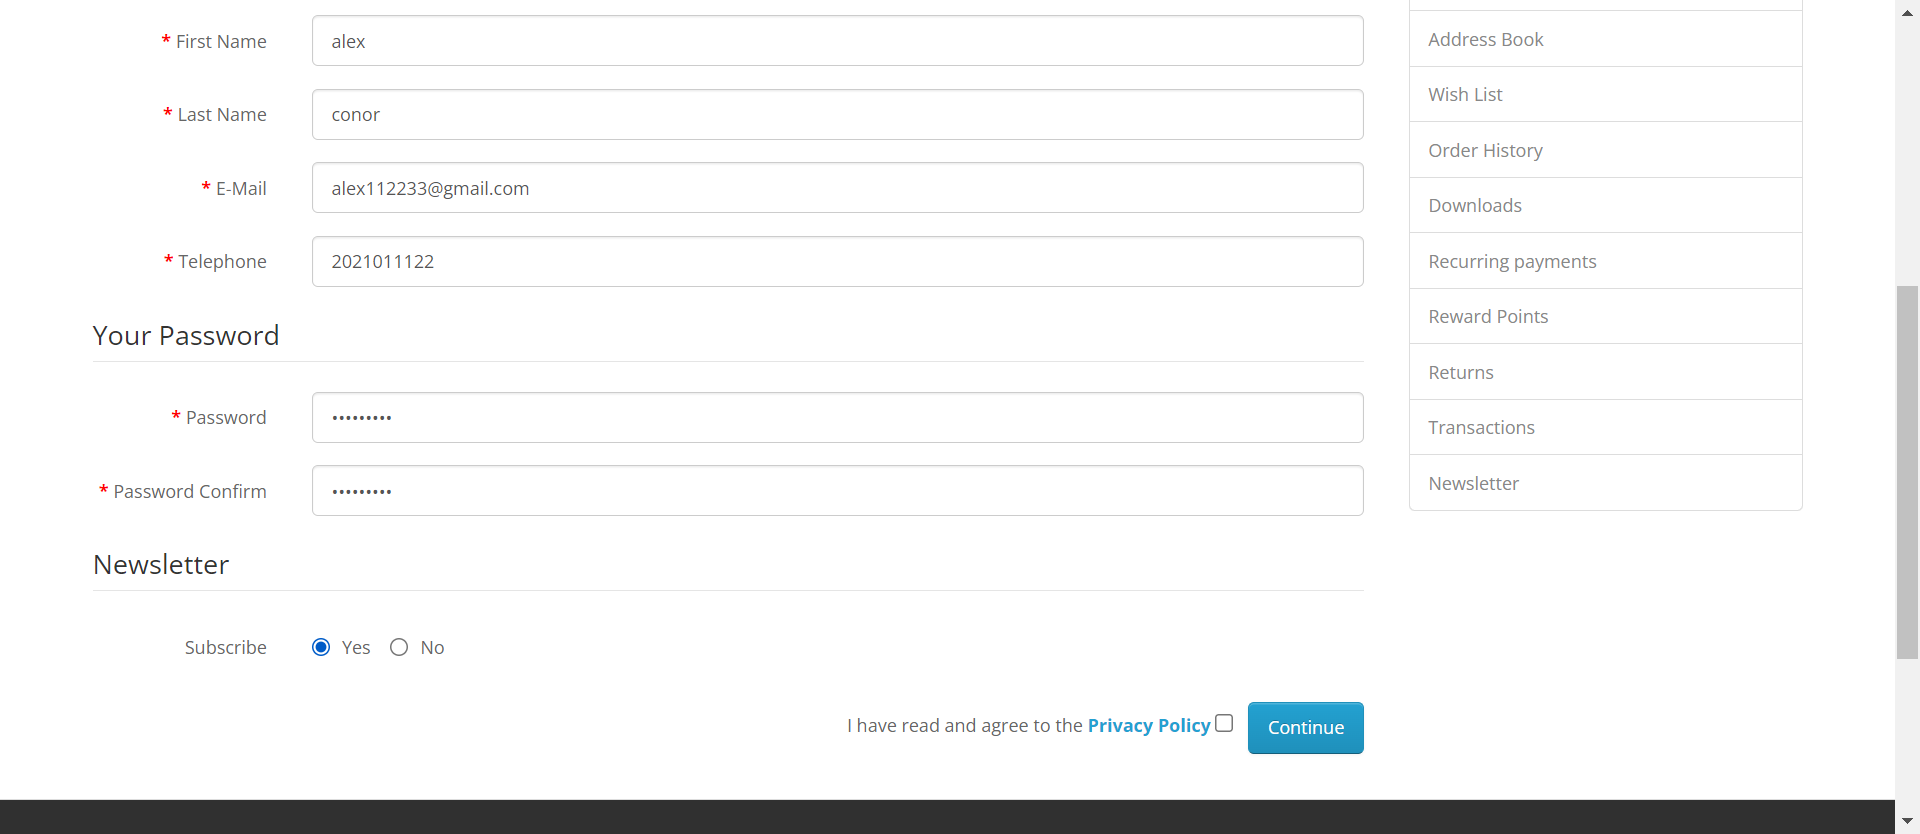 * First Name
alex
* Last Name
conor
* E-Mail
alex112233@gmail.com
* Telephone
2021011122
Your Password
* Password
•••••••••
* Password Confirm
•••••••••
Newsletter
Subscribe
Yes
No
I have read and agree to the Privacy Policy
Continue
Address Book
Wish List
Order History
Downloads
Recurring payments
Reward Points
Returns
Transactions
Newsletter